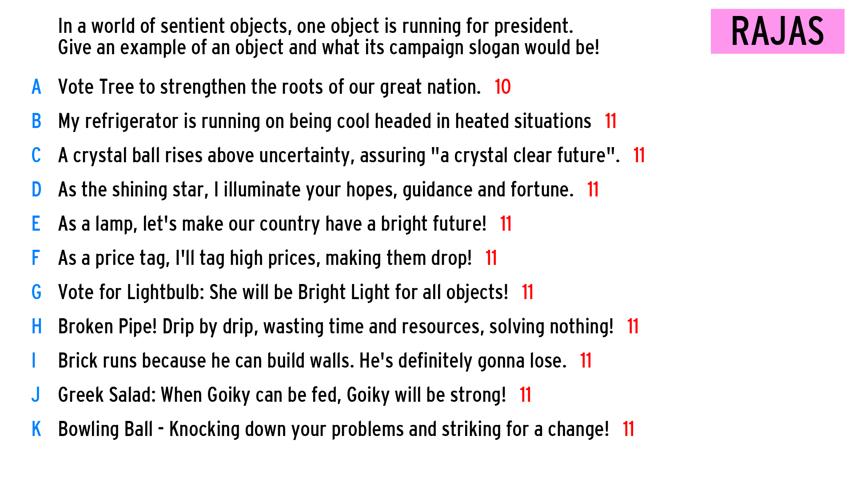 In a world of sentient objects, one object is running for president.
Give an example of an object and what its campaign slogan would be!
RAJAS
A Vote Tree to strengthen the roots of our great nation. 10
B My refrigerator is running on being cool headed in heated situations 11
C A crystal ball rises above uncertainty, assuring "a crystal clear future". 11
D As the shining star, I illuminate your hopes, guidance and fortune. 11
E As a lamp, let's make our country have a bright future! 11
F As a price tag, I'll tag high prices, making them drop! 11
G Vote for Lightbulb: She will be Bright Light for all objects! 11
H Broken Pipe! Drip by drip, wasting time and resources, solving nothing! 11
I Brick runs because he can build walls. He's definitely gonna lose. 11
J Greek Salad: When Goiky can be fed, Goiky will be strong! 11
K Bowling Ball - Knocking down your problems and striking for a change! 11